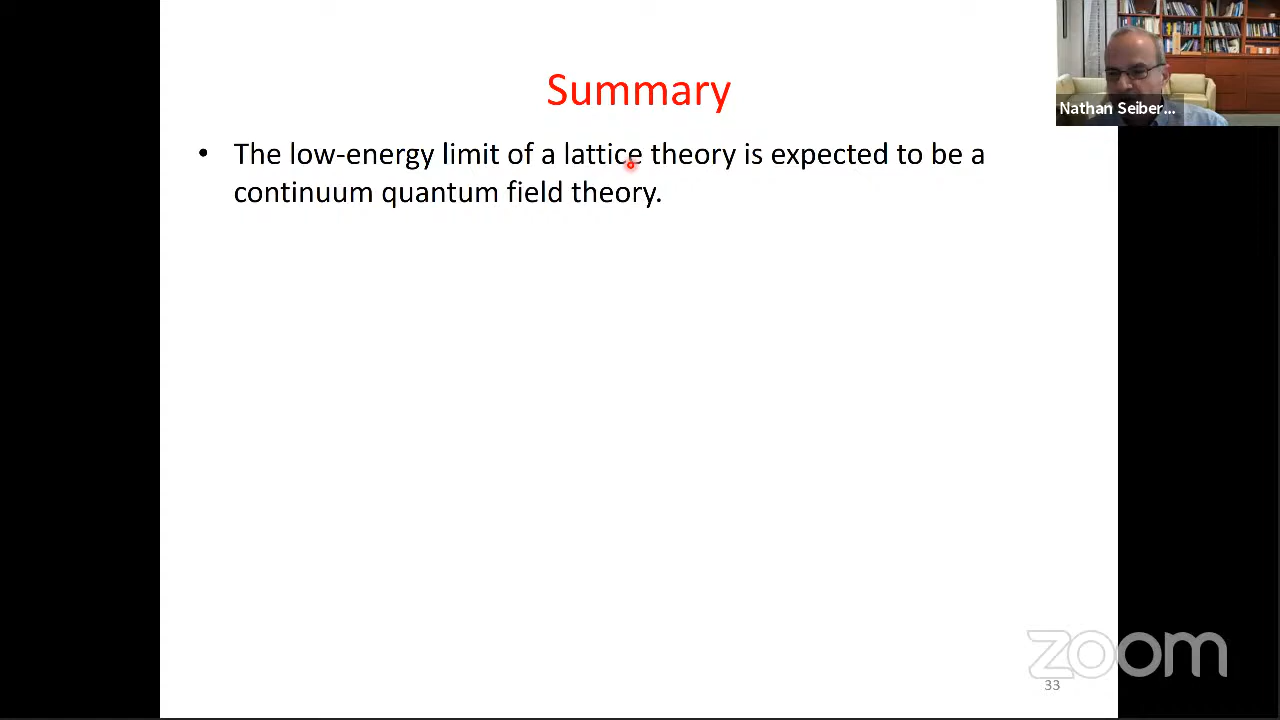 Summary
Nathan Seiber...
• The low-energy limit of a lattice theory is expected to be a
continuum quantum field theory.
zoom
33